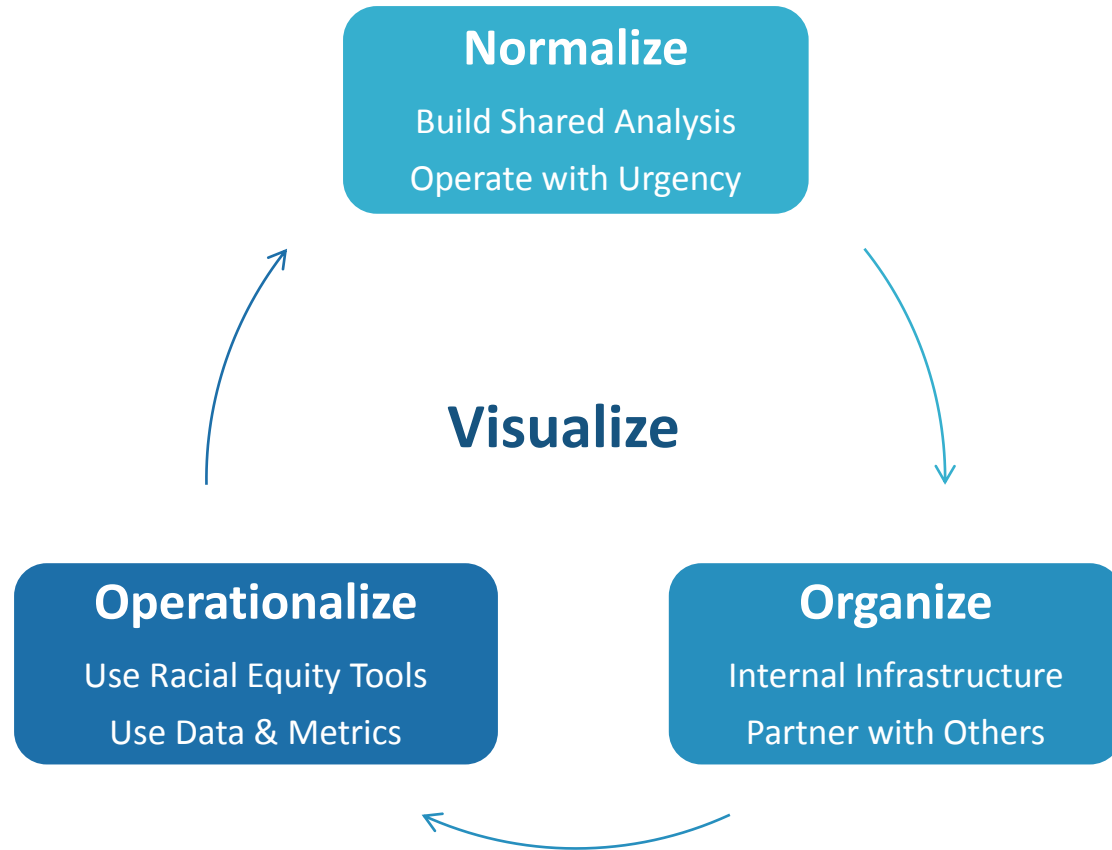 Normalize
Build Shared Analysis
Operate with Urgency
Visualize
Operationalize
Use Racial Equity Tools
Use Data & Metrics
Organize
Internal Infrastructure
Partner with Others